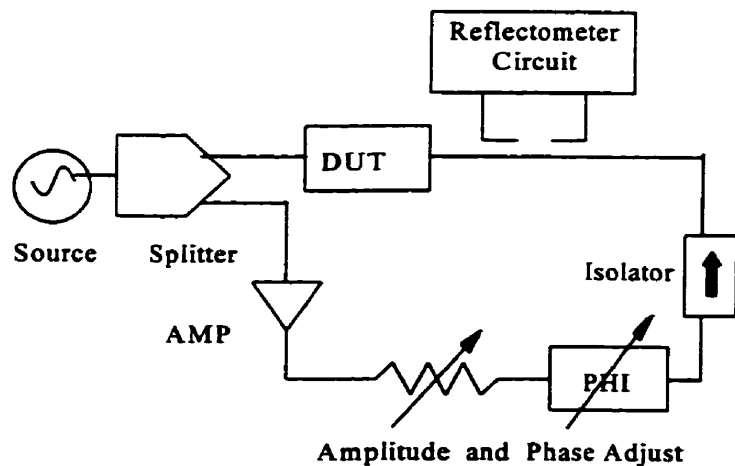 Reflectometer
Circuit
DUT
Source
Splitter
Isolator
AMP
PHI
Amplitude and Phase Adjust